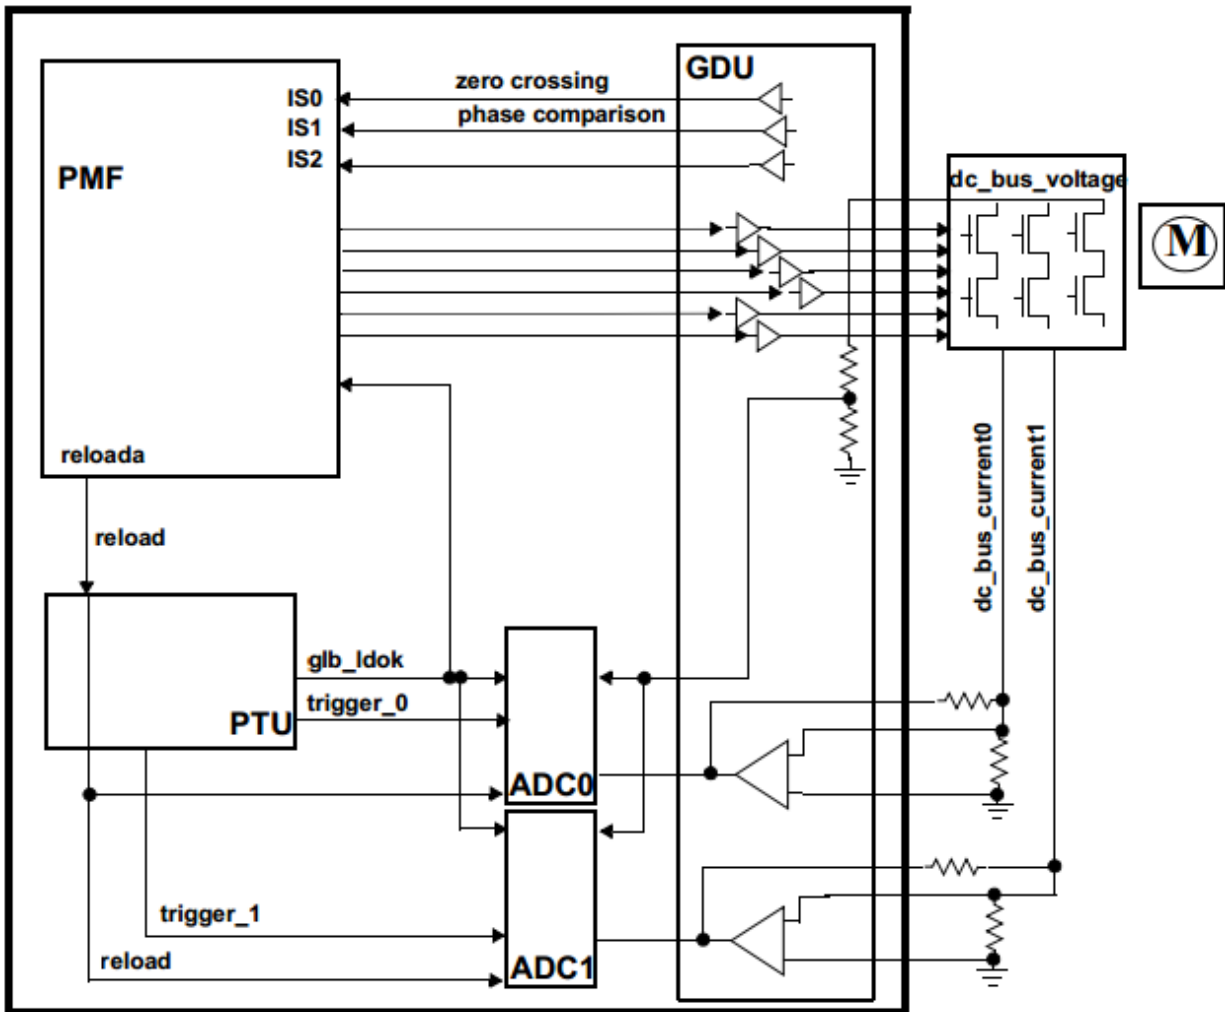 GDU
zero crossing
IS0
phase comparison
IS1
IS2
PMF
dc_bus_voltage
M
reloada
dc_bus_current0
dc_bus_current1
reload
glb_ldok
trigger_0
PTU
ADC0
trigger_1
reload
ADC1